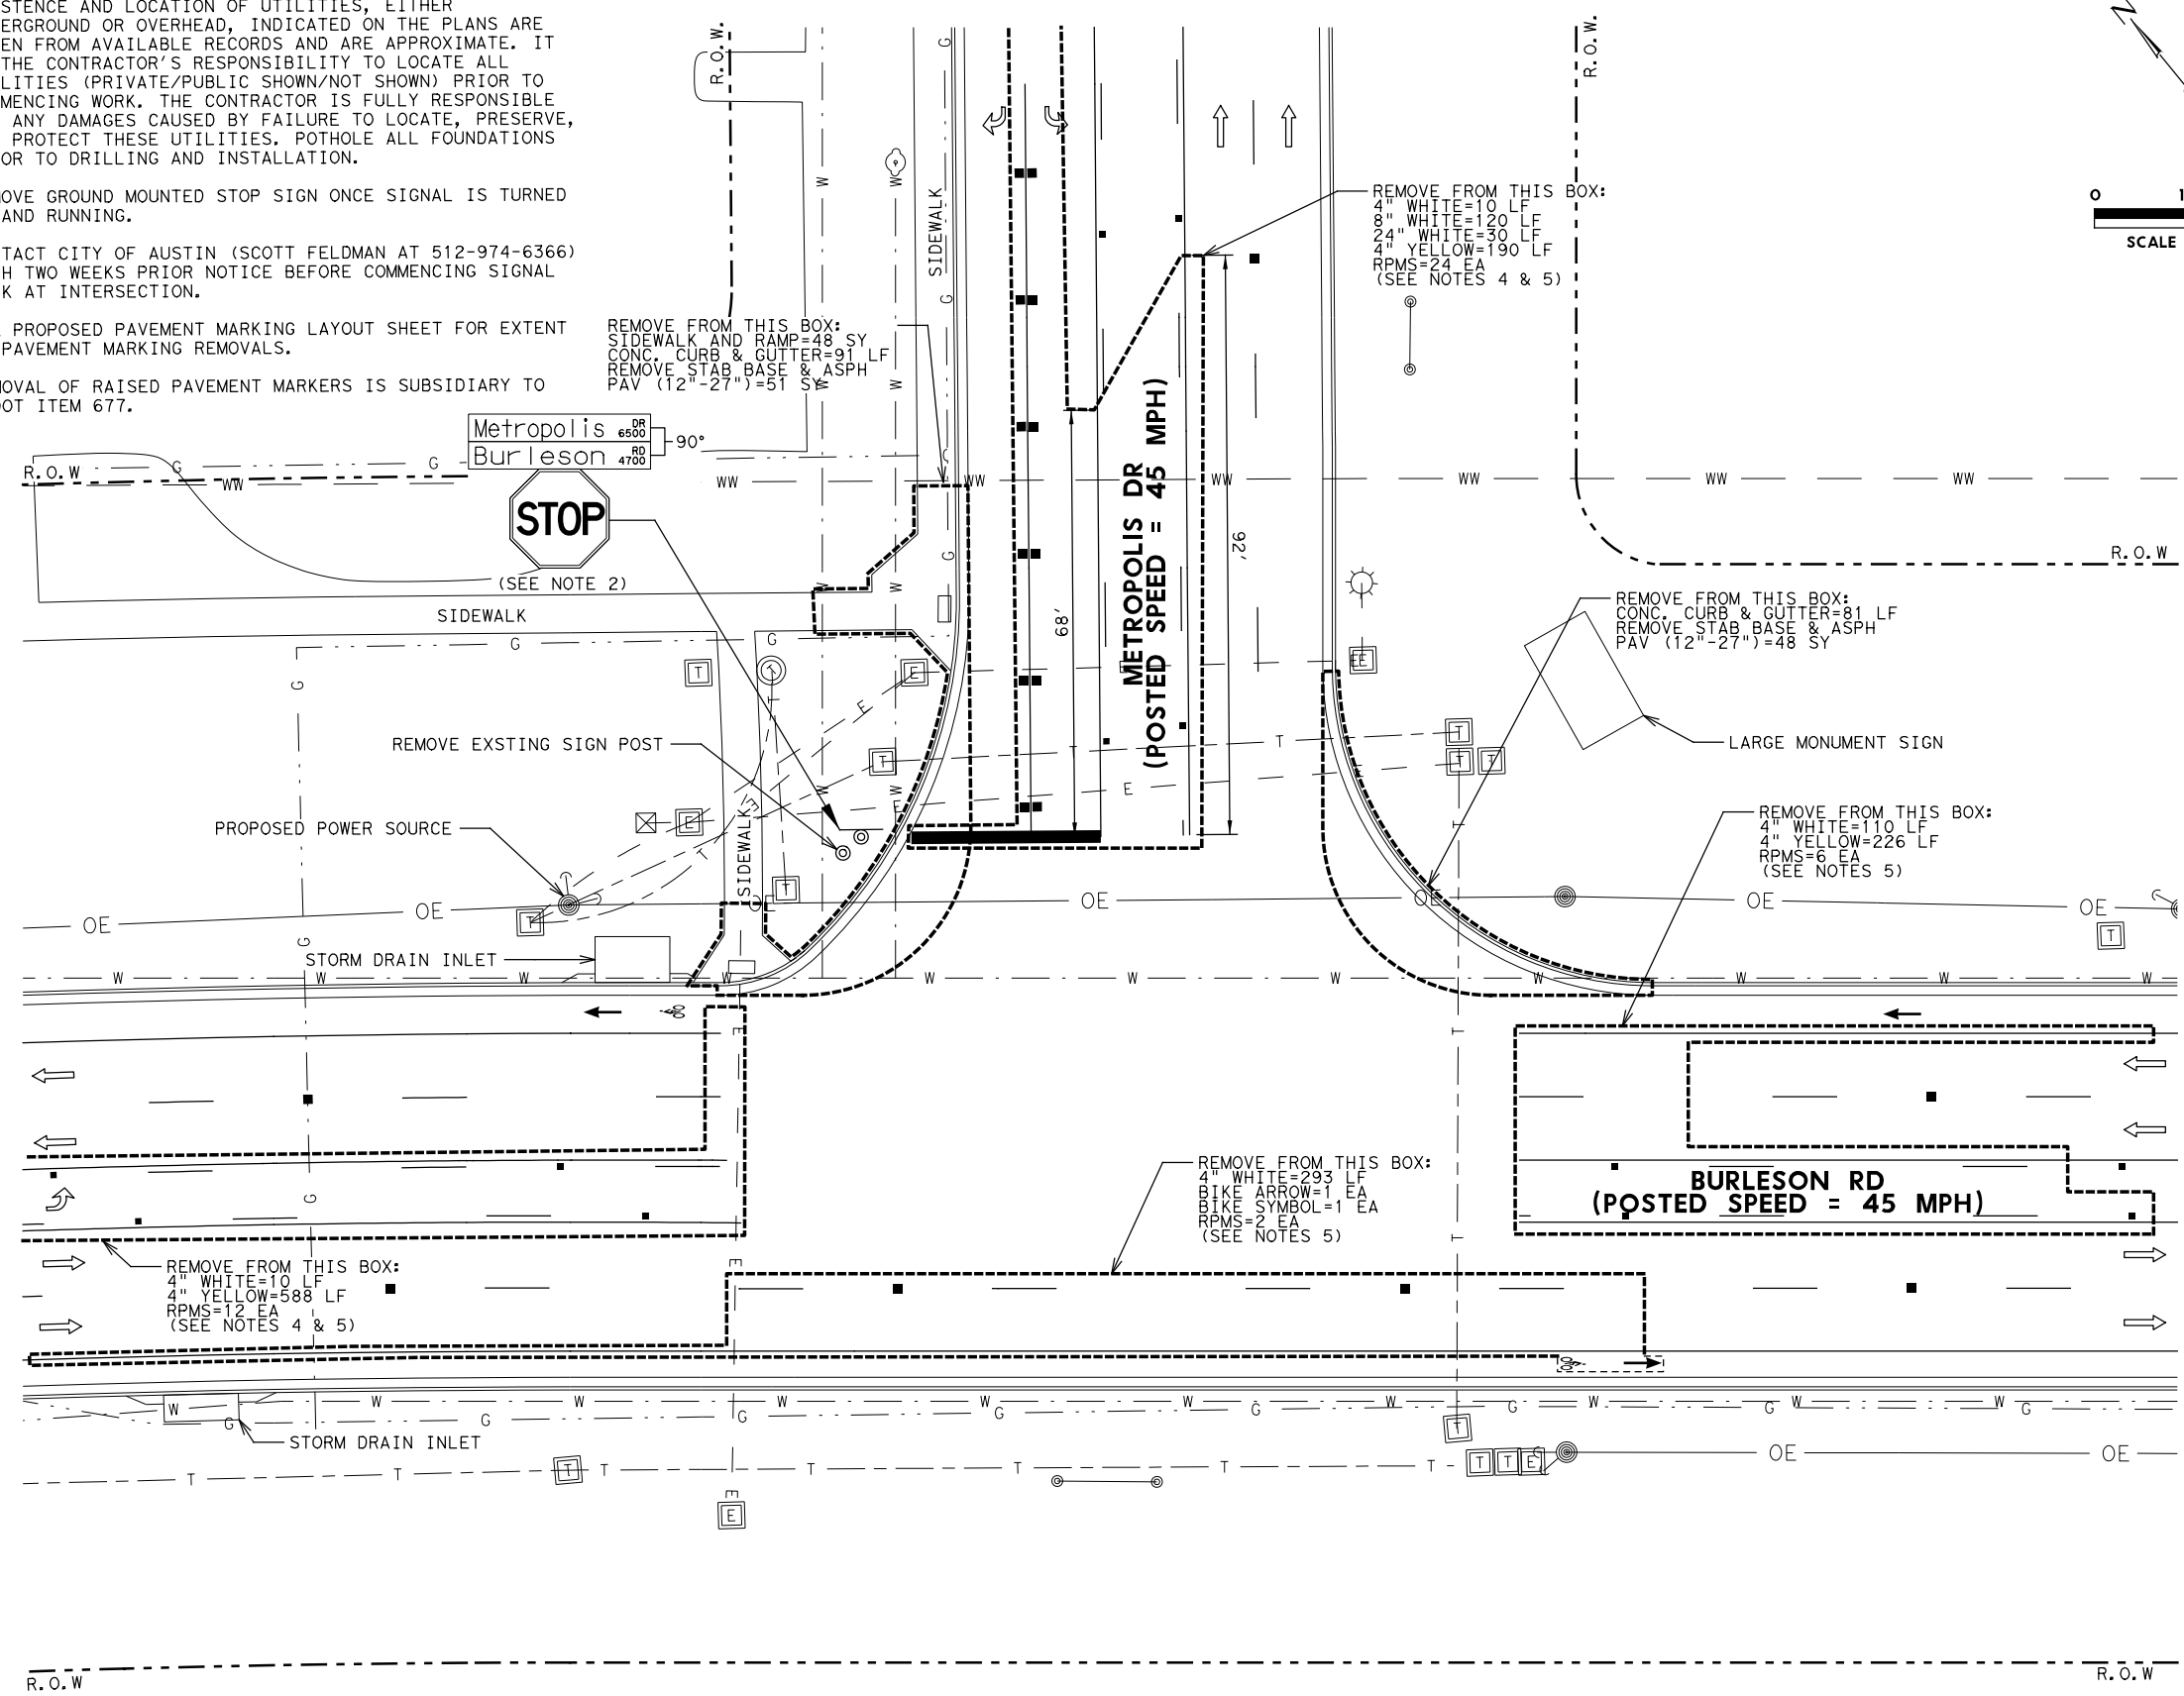 STENCE AND LOCATION OF UTILITIES, EITHER
ERGROUND OR OVERHEAD, INDICATED ON THE PLANS ARE
EN FROM AVAILABLE RECORDS AND ARE APPROXIMATE. IT
THE CONTRACTOR'S RESPONSIBILITY TO LOCATE ALL
LITIES (PRIVATE/PUBLIC SHOWN/NOT SHOWN) PRIOR TO
MENCING WORK. THE CONTRACTOR IS FULLY RESPONSIBLE
ANY DAMAGES CAUSED BY FAILURE TO LOCATE, PRESERVE,
PROTECT THESE UTILITIES. POTHOLE ALL FOUNDATIONS
OR TO DRILLING AND INSTALLATION.
OVE GROUND MOUNTED STOP SIGN ONCE SIGNAL IS TURNED
AND RUNNING.
TACT CITY OF AUSTIN (SCOTT FELDMAN AT 512-974-6366)
H TWO WEEKS PRIOR NOTICE BEFORE COMMENCING SIGNAL
K AT INTERSECTION.
PROPOSED PAVEMENT MARKING LAYOUT SHEET FOR EXTENT
PAVEMENT MARKING REMOVALS.
OVAL OF RAISED PAVEMENT MARKERS IS SUBSIDIARY TO
OT ITEM 677.
R.O.W.
R.O.W.
N
0 1
SCALE
SIDEWALK
REMOVE FROM THIS BOX:
4" WHITE=10 LF
8" WHITE=120 LF
24" WHITE=30 LF
4" YELLOW=190 LF
RPMS=24 EA
(SEE NOTES 4 & 5)
REMOVE FROM THIS BOX:
SIDEWALK AND RAMP=48 SY
CONC. CURB & GUTTER=91 LF
REMOVE STAB BASE & ASPH
PAV (12"-27")=51 SY
Metropolis DR 6500
Burleson RD 4700
90°
STOP
(SEE NOTE 2)
R.O.W
SIDEWALK
METROPOLIS DR
(POSTED SPEED = 45 MPH)
68'
92'
R.O.W
REMOVE FROM THIS BOX:
CONC. CURB & GUTTER=81 LF
REMOVE STAB BASE & ASPH
PAV (12"-27")=48 SY
LARGE MONUMENT SIGN
REMOVE EXSTING SIGN POST
PROPOSED POWER SOURCE
SIDEWALK
REMOVE FROM THIS BOX:
4" WHITE=110 LF
4" YELLOW=226 LF
RPMS=6 EA
(SEE NOTES 5)
OE OE OE OE OE OE
STORM DRAIN INLET
W W W W W W W W W W
BURLESON RD
(POSTED SPEED = 45 MPH)
REMOVE FROM THIS BOX:
4" WHITE=293 LF
BIKE ARROW=1 EA
BIKE SYMBOL=1 EA
RPMS=2 EA
(SEE NOTES 5)
REMOVE FROM THIS BOX:
4" WHITE=10 LF
4" YELLOW=588 LF
RPMS=12 EA
(SEE NOTES 4 & 5)
W W W W W W W W W W
G G G G G G G G
STORM DRAIN INLET
OE OE
T T T T T T T
E
R.O.W
R.O.W